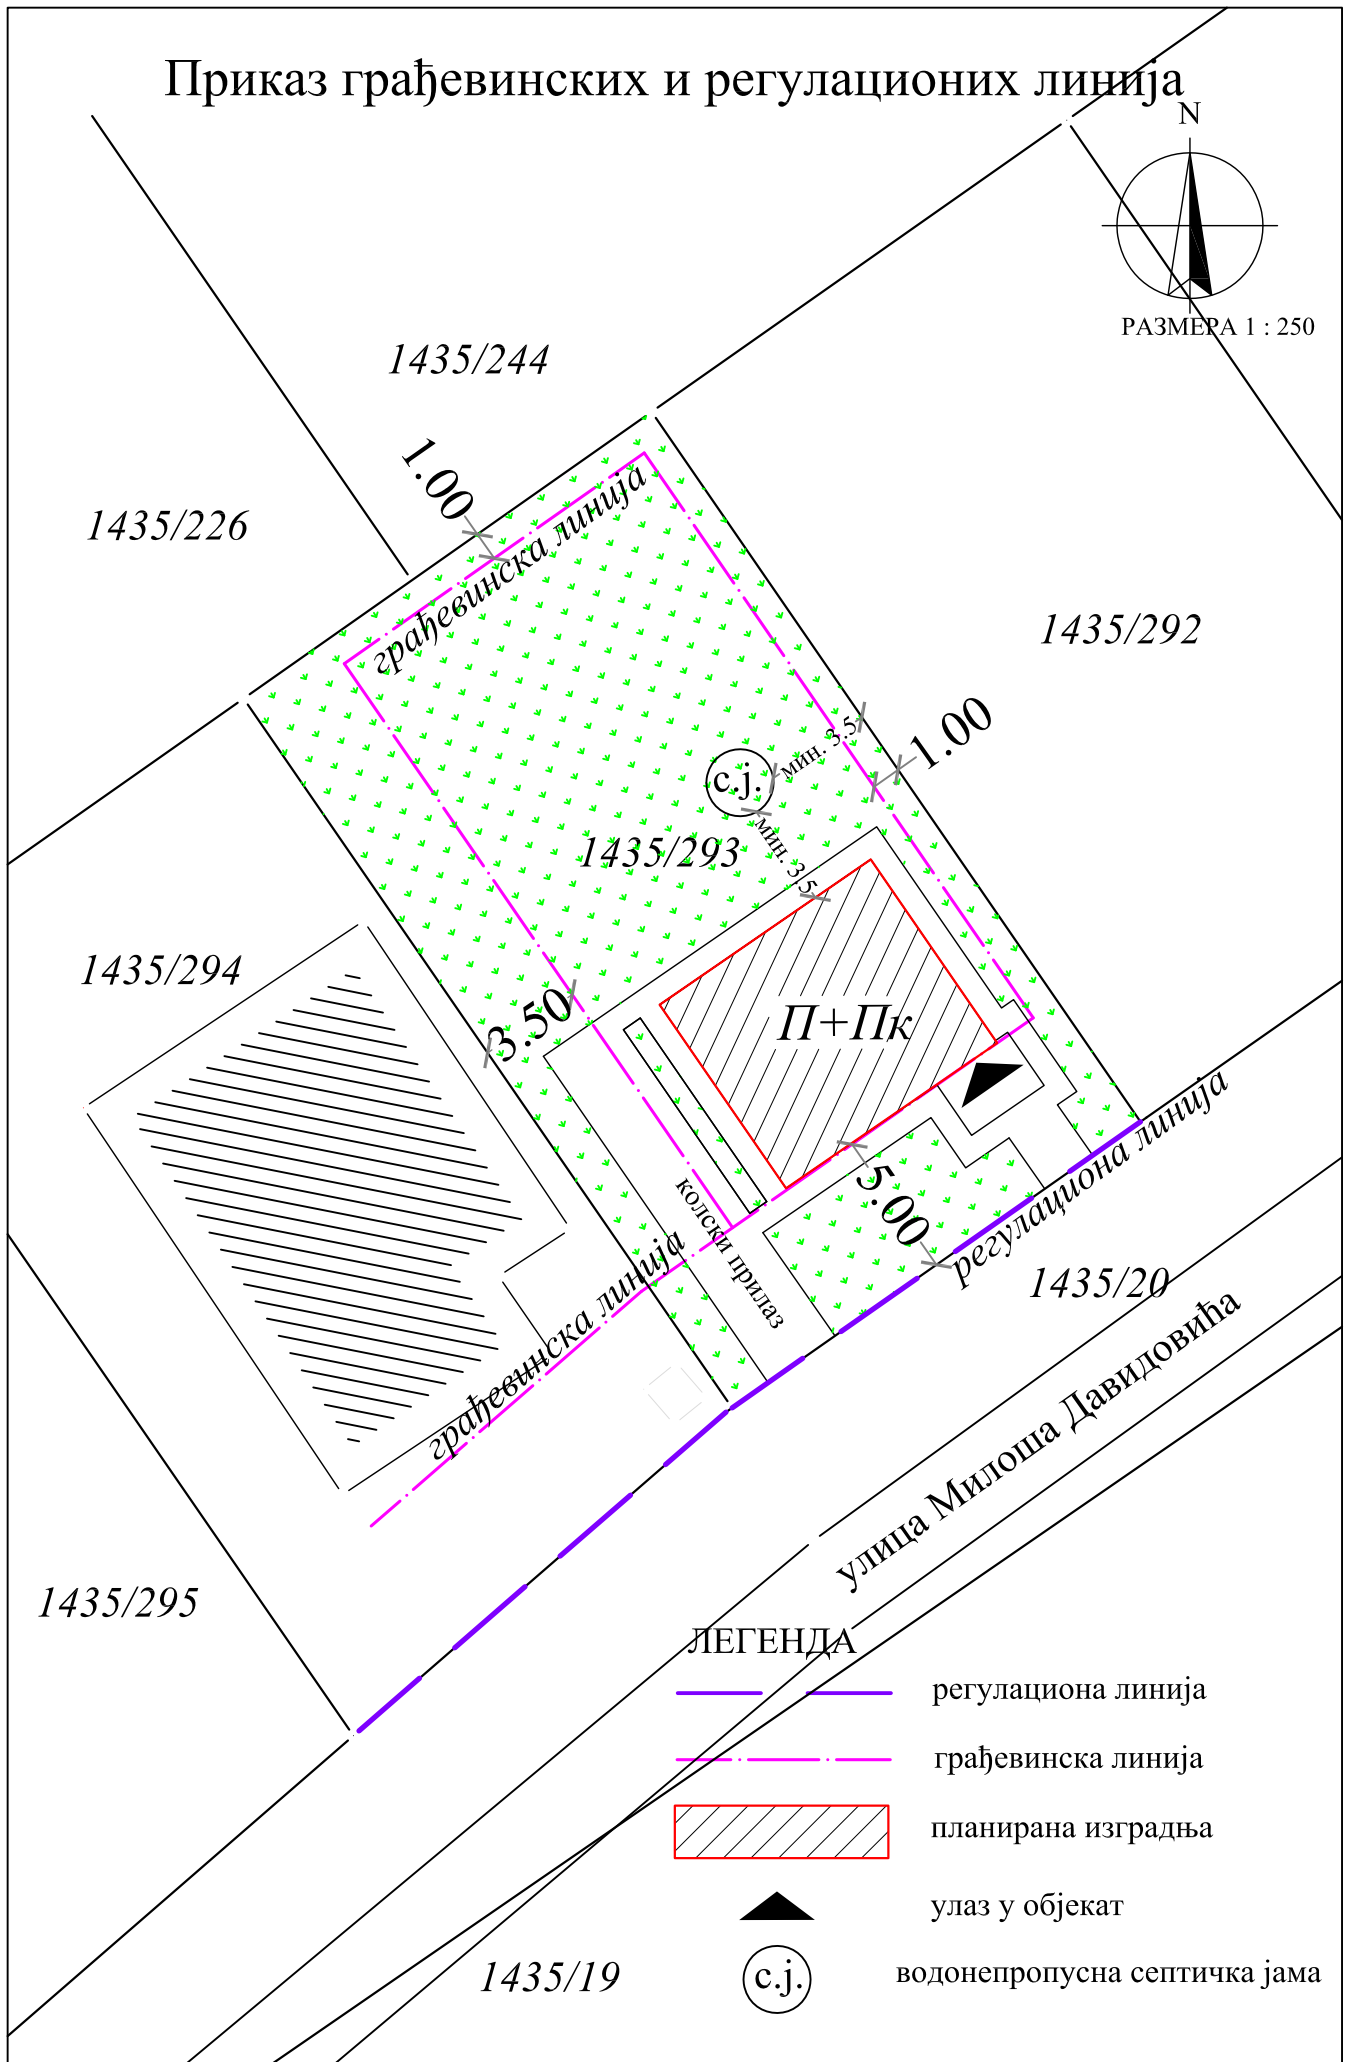 Приказ грађевинских и регулационих линија
N
РАЗМЕРА 1 : 250
1435/244
1.00
грађевинска линија
1435/226
1435/292
1.00
мин. 3.5
с.ј.
мин. 3.5
1435/293
1435/294
3.50
П+Пк
колски прилаз
5.00
регулациона линија
грађевинска линија
1435/20
улица Милоша Давидовића
1435/295
ЛЕГЕНДА
регулациона линија
грађевинска линија
планирана изградња
улаз у објекат
с.ј.
водонепропусна септичка јама
1435/19